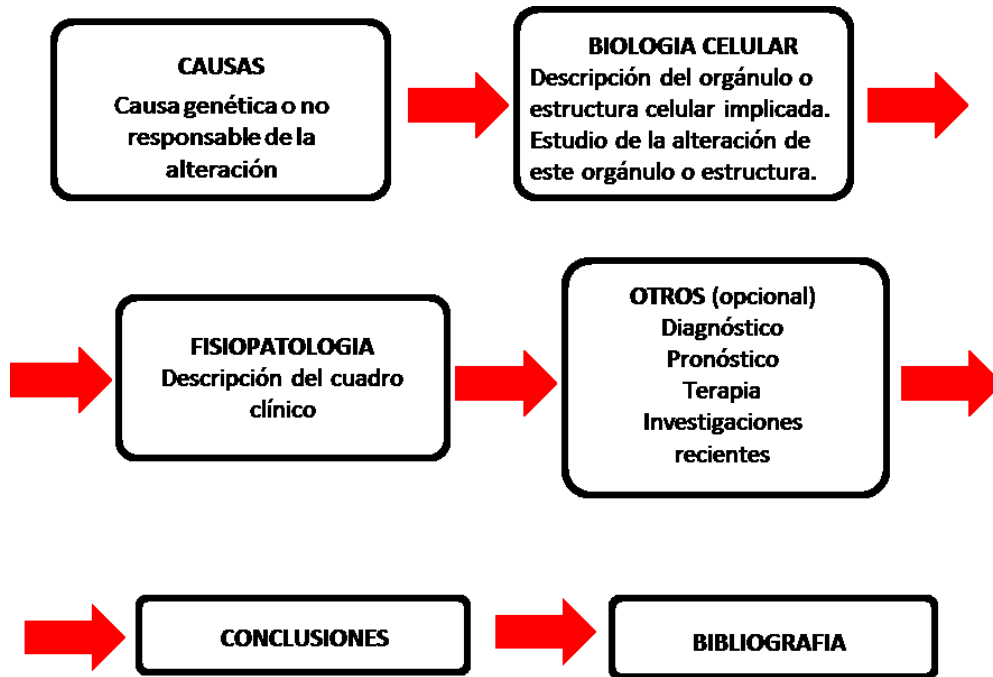 CAUSAS
Causa genética o no
responsable de la
alteración
BIOLOGIA CELULAR
Descripción del orgánulo o
estructura celular implicada.
Estudio de la alteración de
este orgánulo o estructura.
FISIOPATOLOGIA
Descripción del cuadro
clínico
OTROS (opcional)
Diagnóstico
Pronóstico
Terapia
Investigaciones
recientes
CONCLUSIONES
BIBLIOGRAFIA